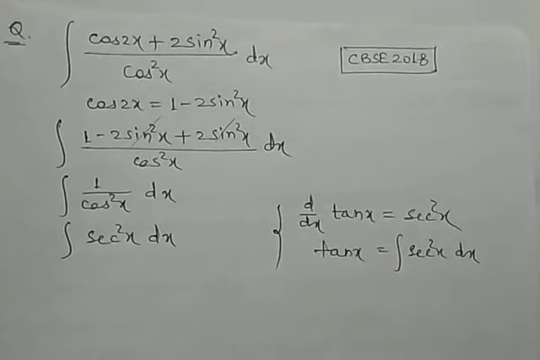 Q. ∫ (cos2x + 2sin²x)/(cos²x) dx
CBSE 2018
cos2x = 1 - 2sin²x
∫ (1 - 2sin²x + 2sin²x)/(cos²x) dx
∫ 1/(cos²x) dx
∫ sec²x dx
{ d/dx tanx = sec²x
tanx = ∫ sec²x dx